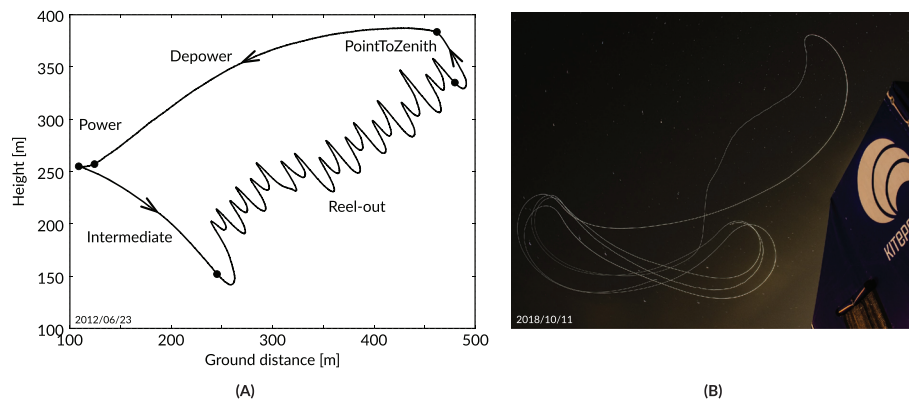 400
350
300
250
200
150
100
Height [m]
100
200
300
400
500
Ground distance [m]
Depower
PointToZenith
Power
Reel-out
Intermediate
2012/06/23
(A)
2018/10/11
(B)